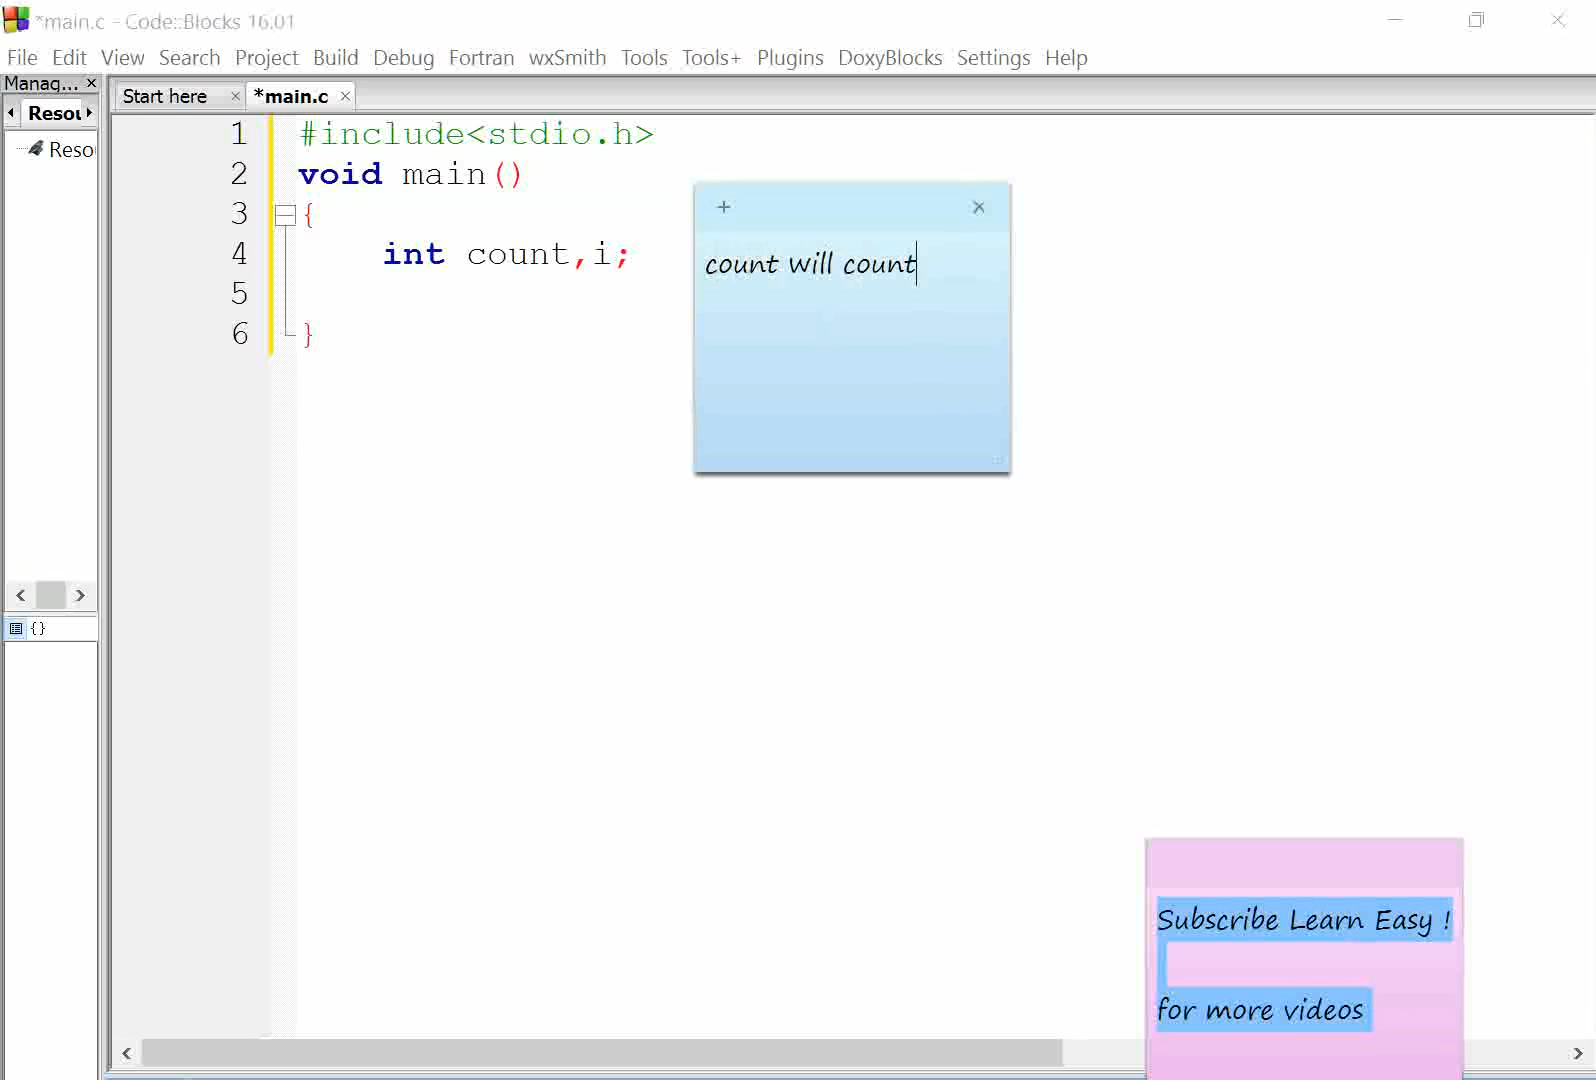 *main.c - Code::Blocks 16.01
File Edit View Search Project Build Debug Fortran wxSmith Tools Tools+ Plugins DoxyBlocks Settings Help
Manag... ×
Start here × *main.c ×
Resou
Reso
1 #include<stdio.h>
2 void main()
3 {
4 int count,i;
5
6 }
{}
+ ×
count will count
Subscribe Learn Easy !
for more videos